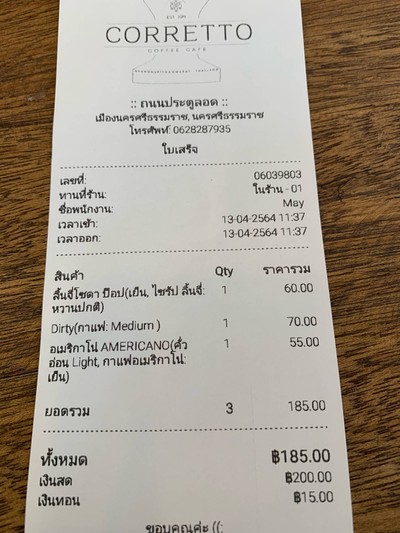 CORRETTO
COFFEE CAFÉ
:: ถนนประตูลอด ::
เมืองนครศรีธรรมราช, นครศรีธรรมราช
โทรศัพท์: 0628287935
ใบเสร็จ
เลขที่: 06039803
ทานที่ร้าน: ในร้าน - 01
ชื่อพนักงาน: May
เวลาเข้า: 13-04-2564 11:37
เวลาออก: 13-04-2564 11:37
สินค้า Qty ราคารวม
ลิ้นจี่โซดา ป๊อป(เย็น, ไซรัป ลิ้นจี่: 1 60.00
หวานปกติ)
Dirty(กาแฟ: Medium ) 1 70.00
อเมริกาโน่ AMERICANO(คั่ว 1 55.00
อ่อน Light, กาแฟอเมริกาโน่:
เย็น)
ยอดรวม 3 185.00
ทั้งหมด ฿185.00
เงินสด ฿200.00
เงินทอน ฿15.00
ขอบคุณค่ะ ((: